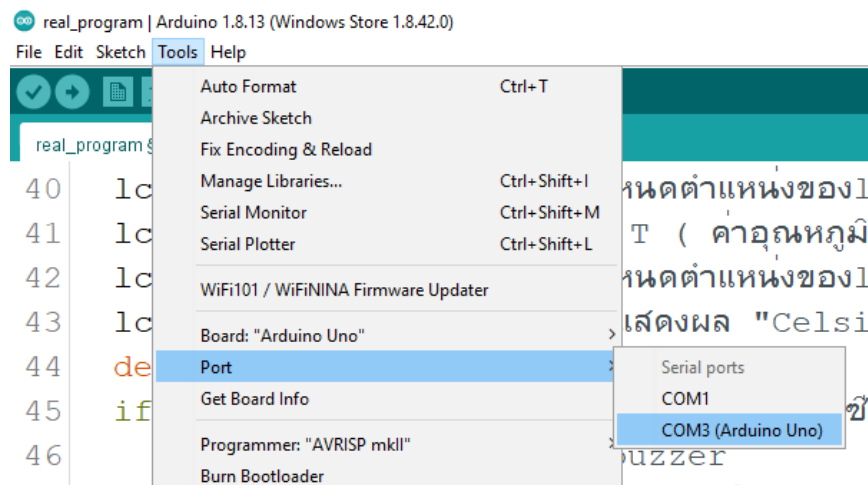 real_program | Arduino 1.8.13 (Windows Store 1.8.42.0)
File Edit Sketch Tools Help
real_program §
Auto Format Ctrl+T
Archive Sketch
Fix Encoding & Reload
Manage Libraries... Ctrl+Shift+I
Serial Monitor Ctrl+Shift+M
Serial Plotter Ctrl+Shift+L
WiFi101 / WiFiNINA Firmware Updater
Board: "Arduino Uno"
Port
Get Board Info
Programmer: "AVRISP mkII"
Burn Bootloader
Serial ports
COM1
COM3 (Arduino Uno)
40 lc หนดตำแหน่งของl
41 lc T ( ค่าอุณหภูมิ
42 lc หนดตำแหน่งของl
43 lc แสดงผล "Celsi
44 de
45 if
46 buzzer